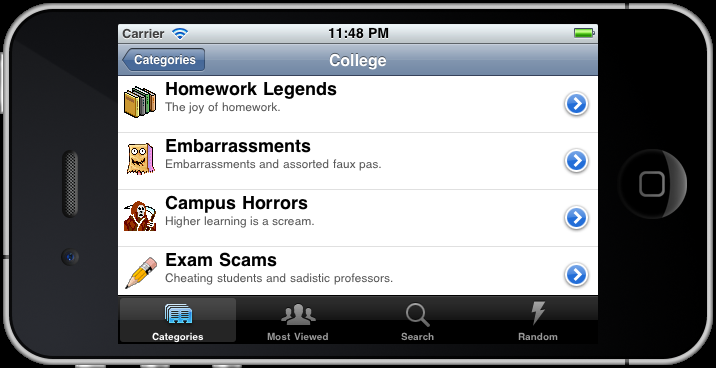 Carrier 11:48 PM
Categories College
Homework Legends
The joy of homework.
Embarrassments
Embarrassments and assorted faux pas.
Campus Horrors
Higher learning is a scream.
Exam Scams
Cheating students and sadistic professors.
Categories Most Viewed Search Random